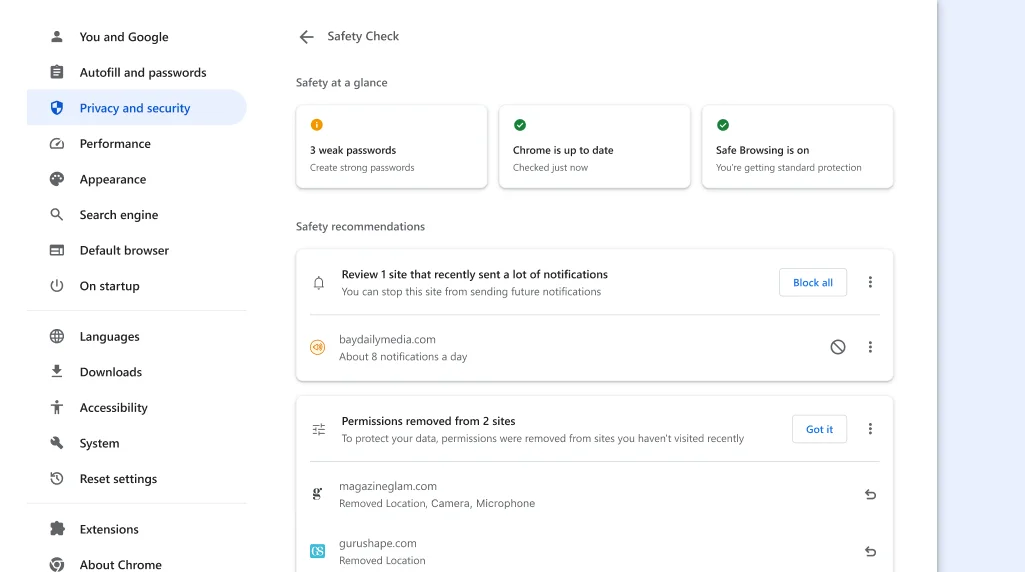 You and Google
Autofill and passwords
Privacy and security
Performance
Appearance
Search engine
Default browser
On startup
Languages
Downloads
Accessibility
System
Reset settings
Extensions
About Chrome
Safety Check
Safety at a glance
3 weak passwords
Create strong passwords
Chrome is up to date
Checked just now
Safe Browsing is on
You're getting standard protection
Safety recommendations
Review 1 site that recently sent a lot of notifications
You can stop this site from sending future notifications
Block all
baydailymedia.com
About 8 notifications a day
Permissions removed from 2 sites
To protect your data, permissions were removed from sites you haven't visited recently
Got it
g
magazineglam.com
Removed Location, Camera, Microphone
GS
gurushape.com
Removed Location